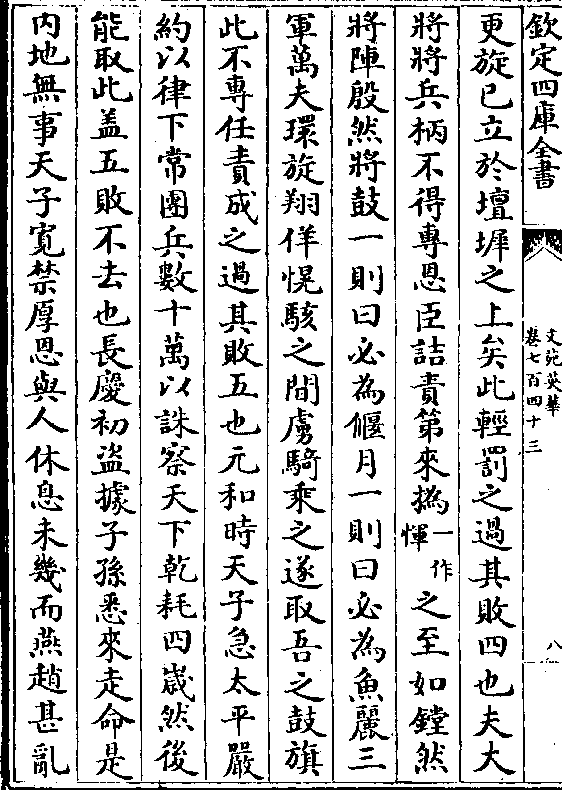 欽定四庫全書
文苑英華
卷七百四十三
八
更旋已立於壇墀之上矣此輕罰之過其敗四也夫大
將將兵柄不得專恩臣詰責第來撝一作惲之至如鏜然
將陣殷然將鼓一則曰必為偃月一則曰必為魚麗三
軍萬夫環旋翔佯愰駭之間虜騎乘之遂取吾之鼓旗
此不專任責成之過其敗五也元和時天子急太平嚴
約以律下常團兵數十萬以誅察天下乾耗四歲然後
能取此盖五敗不去也長慶初盜據子孫悉來走命是
内地無事天子寛禁厚恩與人休息未幾而燕趙甚亂